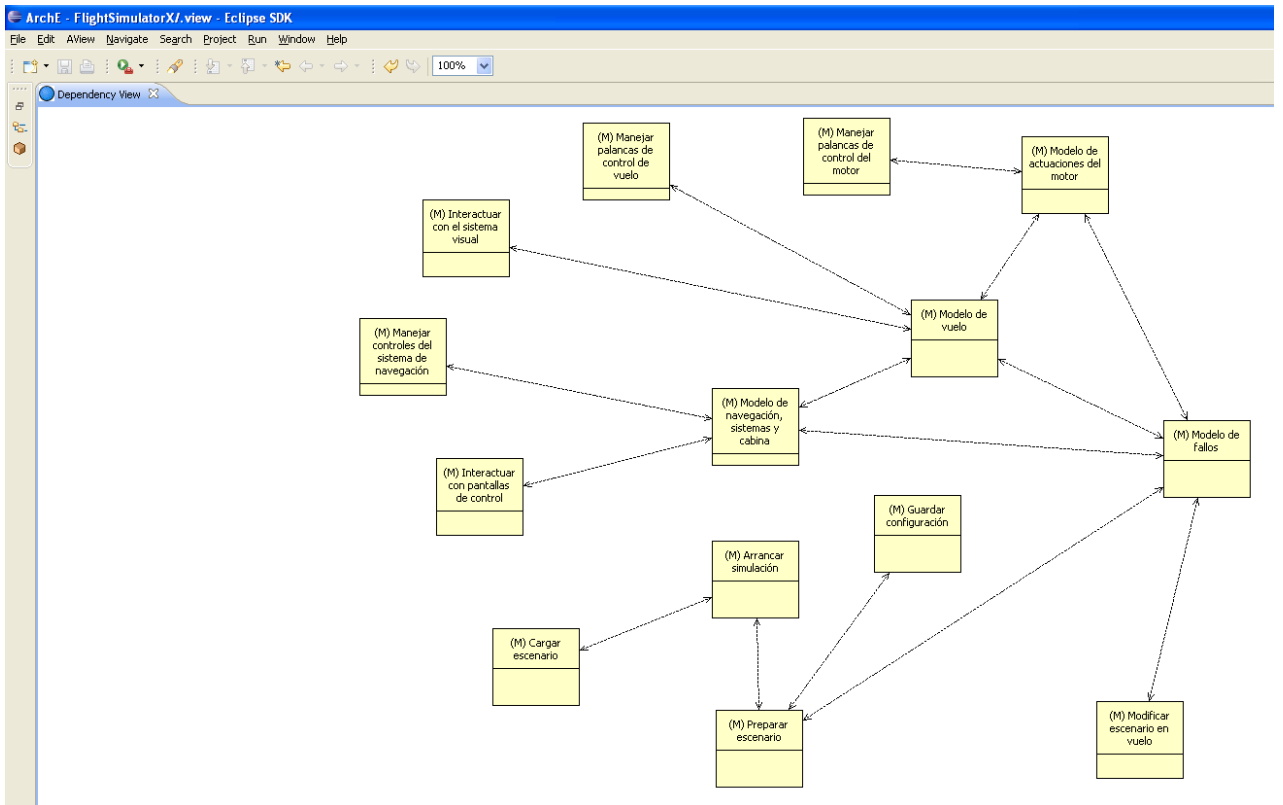 ArchE - FlightSimulatorX/.view - Eclipse SDK
File Edit AView Navigate Search Project Run Window Help
100%
Dependency View
(M) Manejar
palancas de
control de
vuelo
(M) Manejar
palancas de
control del
motor
(M) Modelo de
actuaciones del
motor
(M) Interactuar
con el sistema
visual
(M) Modelo de
vuelo
(M) Manejar
controles del
sistema de
navegación
(M) Modelo de
navegación,
sistemas y
cabina
(M) Modelo de
fallos
(M) Interactuar
con pantallas
de control
(M) Guardar
configuración
(M) Arrancar
simulación
(M) Cargar
escenario
(M) Preparar
escenario
(M) Modificar
escenario en
vuelo